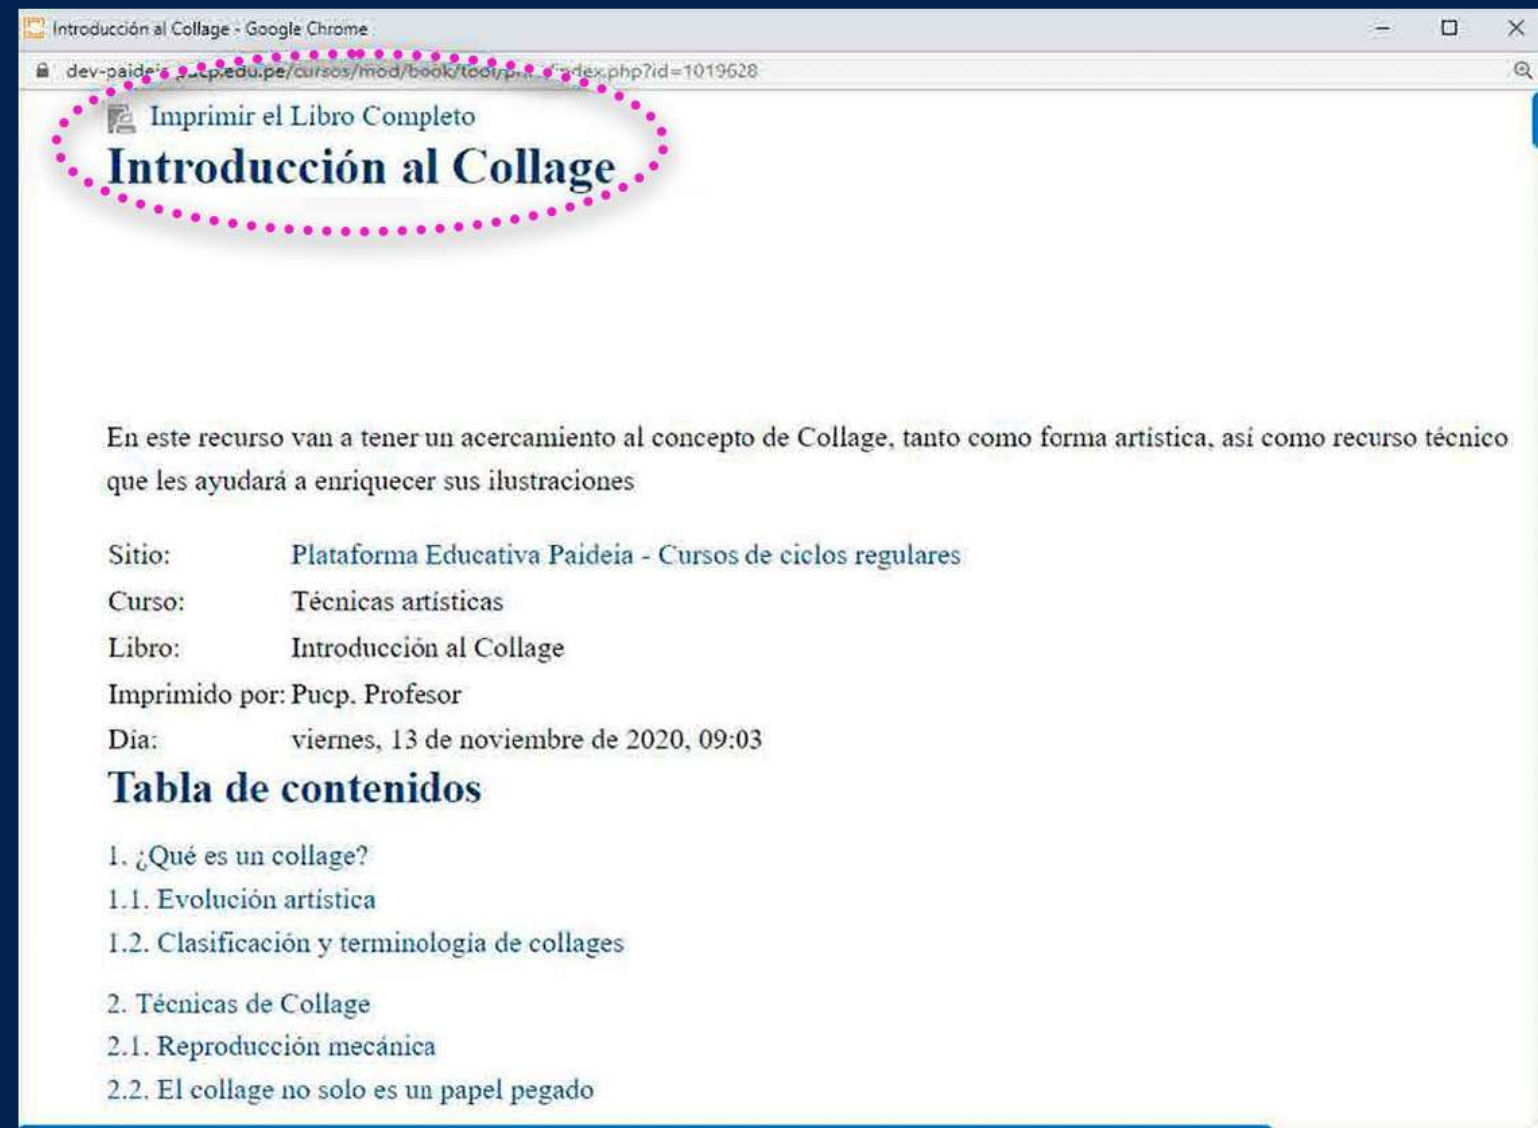 Introducción al Collage - Google Chrome
edu.pe/cursos/mod/book/tool/ index.php?id=1019628
Imprimir el Libro Completo
Introducción al Collage
En este recurso van a tener un acercamiento al concepto de Collage, tanto como forma artística, así como recurso técnico
que les ayudará a enriquecer sus ilustraciones
Sitio: Plataforma Educativa Paideia - Cursos de ciclos regulares
Curso: Técnicas artísticas
Libro: Introducción al Collage
Imprimido por: Pucp, Profesor
Día: viernes, 13 de noviembre de 2020, 09:03
Tabla de contenidos
1. ¿Qué es un collage?
1.1. Evolución artística
1.2. Clasificación y terminología de collages
2. Técnicas de Collage
2.1. Reproducción mecánica
2.2. El collage no solo es un papel pegado